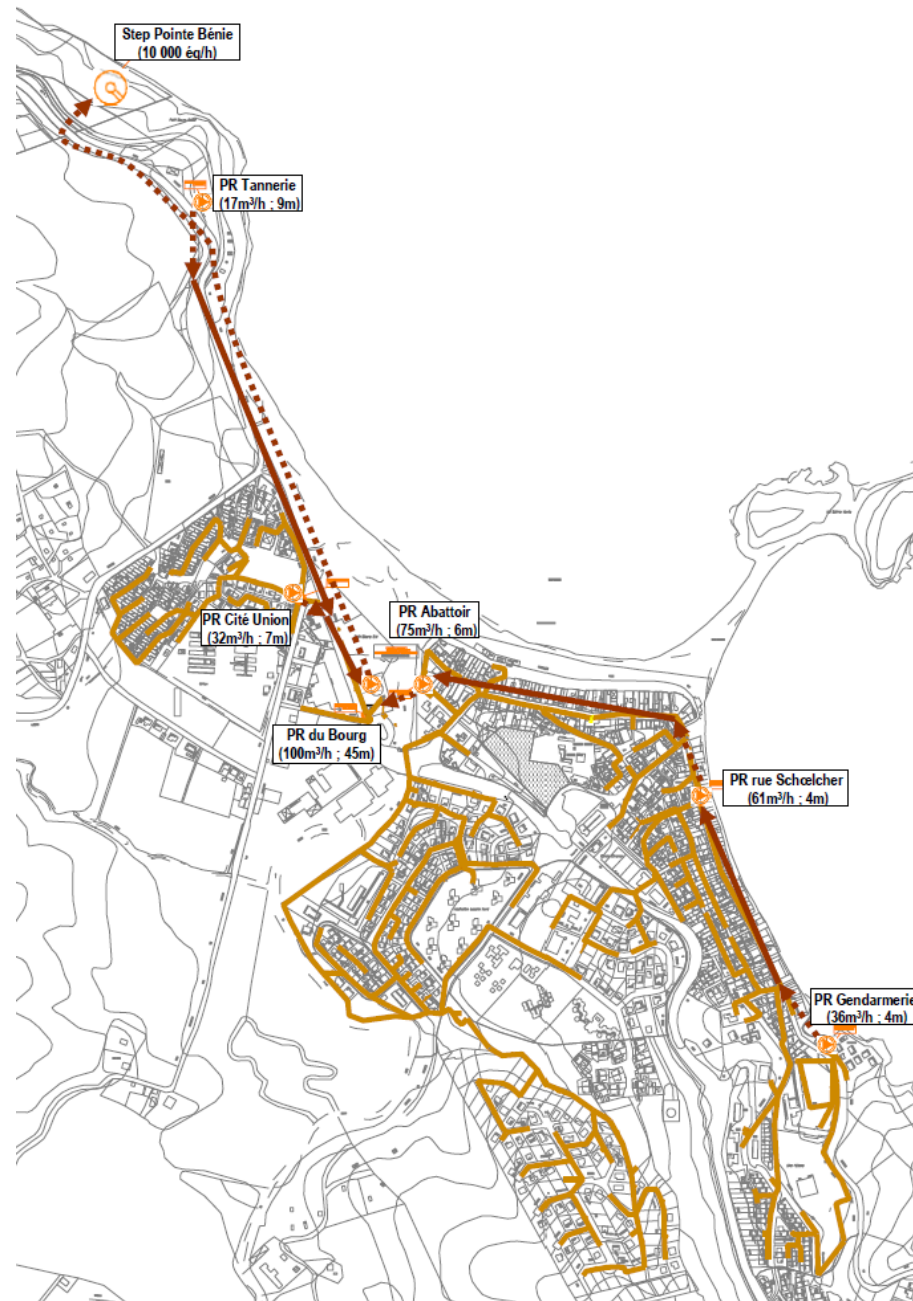 Step Pointe Bénie
(10 000 éq/h)
PR Tannerie
(17m³/h ; 9m)
PR Cité Union
(32m³/h ; 7m)
PR Abattoir
(75m³/h ; 6m)
PR du Bourg
(100m³/h ; 45m)
PR rue Schœlcher
(61m³/h ; 4m)
PR Gendarmerie
(36m³/h ; 4m)